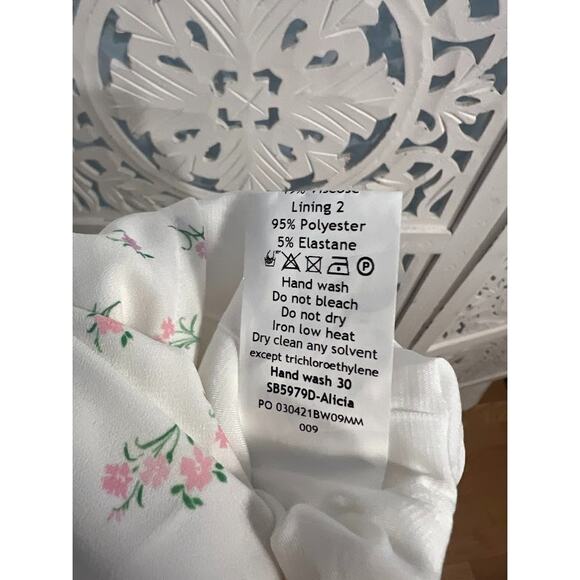 Viscose
Lining 2
95% Polyester
5% Elastane
P
Hand wash
Do not bleach
Do not dry
Iron low heat
Dry clean any solvent
except trichloroethylene
Hand wash 30
SB5979D-Alicia
PO 030421BW09MM
009